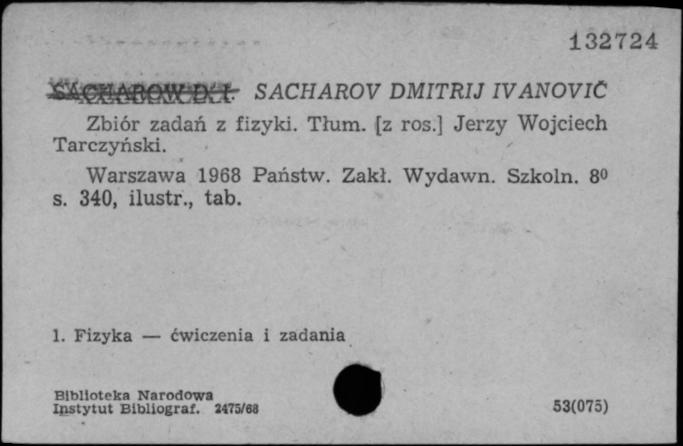 132724
SACHAROW D. I. SACHAROV DMITRIJ IVANOVIČ
Zbiór zadań z fizyki. Tłum. [z ros.] Jerzy Wojciech
Tarczyński.
Warszawa 1968 Państw. Zakł. Wydawn. Szkoln. 8⁰
s. 340, ilustr., tab.
1. Fizyka — ćwiczenia i zadania
Biblioteka Narodowa
Instytut Bibliograf. 2475/68
53(075)